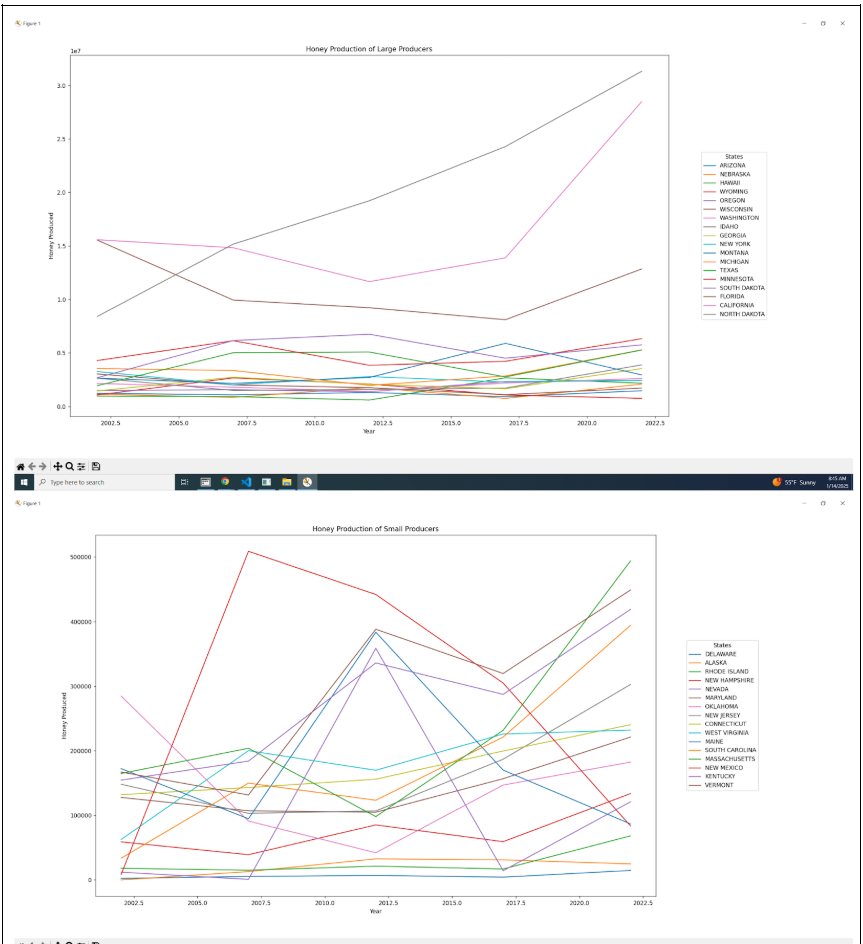 Figure 1
Honey Production of Large Producers
1e7
3.0
2.5
2.0
1.5
1.0
0.5
0.0
Honey Produced
2002.5 2005.0 2007.5 2010.0 2012.5 2015.0 2017.5 2020.0 2022.5
Year
States
ARIZONA
NEBRASKA
HAWAII
WYOMING
OREGON
WISCONSIN
WASHINGTON
IDAHO
GEORGIA
NEW YORK
MONTANA
MICHIGAN
TEXAS
MINNESOTA
SOUTH DAKOTA
FLORIDA
CALIFORNIA
NORTH DAKOTA
Type here to search
55°F Sunny
8:45 AM
1/14/2025
Figure 1
Honey Production of Small Producers
500000
400000
300000
200000
100000
0
Honey Produced
2002.5 2005.0 2007.5 2010.0 2012.5 2015.0 2017.5 2020.0 2022.5
Year
States
DELAWARE
ALASKA
RHODE ISLAND
NEW HAMPSHIRE
NEVADA
MARYLAND
OKLAHOMA
NEW JERSEY
CONNECTICUT
WEST VIRGINIA
MAINE
SOUTH CAROLINA
MASSACHUSETTS
NEW MEXICO
KENTUCKY
VERMONT